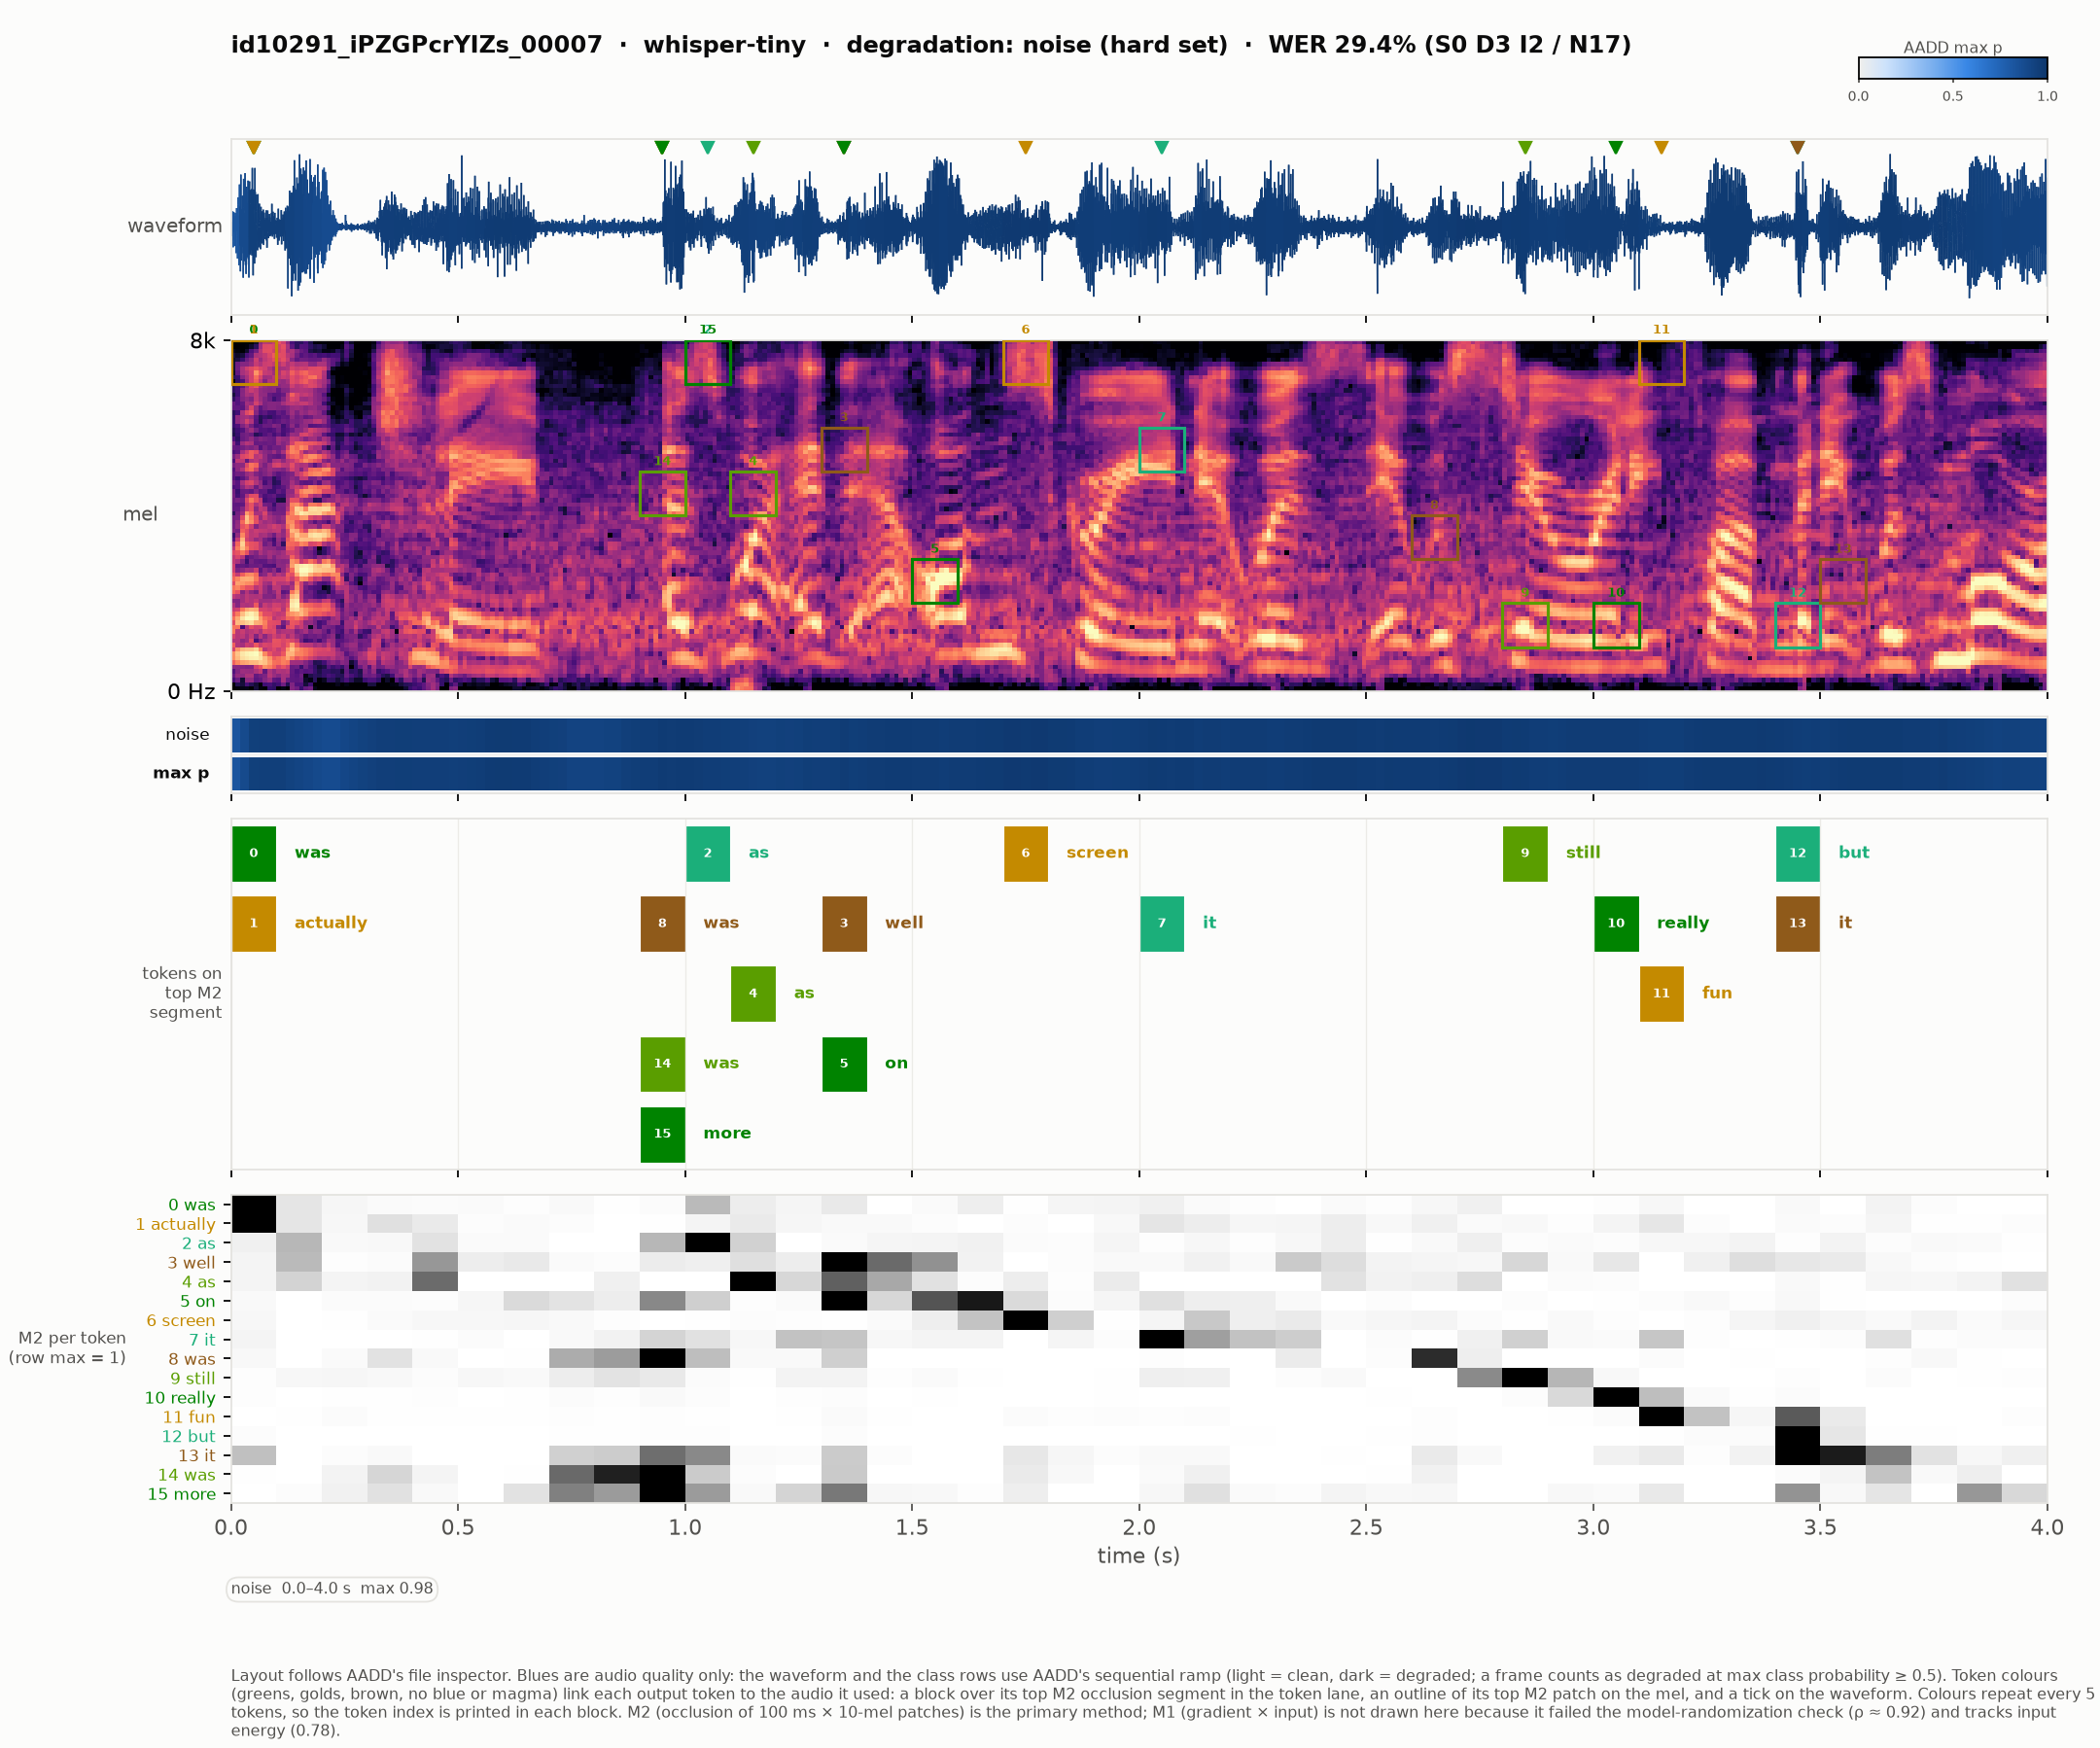 id10291_iPZGPcrYIZs_00007 · whisper-tiny · degradation: noise (hard set) · WER 29.4% (S0 D3 I2 / N17)
AADD max p
0.0 0.5 1.0
waveform
15 6 11
8k
mel
3
7
4
5
9 10 12
0 Hz
noise
max p
0 was 2 as 6 screen 9 still 12 but
1 actually 8 was 3 well 7 it 10 really 13 it
tokens on
top M2
segment
4 as 11 fun
14 was 5 on
15 more
M2 per token
(row max = 1)
0 was
1 actually
2 as
3 well
4 as
5 on
6 screen
7 it
8 was
9 still
10 really
11 fun
12 but
13 it
14 was
15 more
0.0 0.5 1.0 1.5 2.0 2.5 3.0 3.5 4.0
time (s)
noise 0.0–4.0 s max 0.98
Layout follows AADD's file inspector. Blues are audio quality only: the waveform and the class rows use AADD's sequential ramp (light = clean, dark = degraded; a frame counts as degraded at max class probability ≥ 0.5). Token colours
(greens, golds, brown, no blue or magma) link each output token to the audio it used: a block over its top M2 occlusion segment in the token lane, an outline of its top M2 patch on the mel, and a tick on the waveform. Colours repeat every 5
tokens, so the token index is printed in each block. M2 (occlusion of 100 ms × 10-mel patches) is the primary method; M1 (gradient × input) is not drawn here because it failed the model-randomization check (ρ ≈ 0.92) and tracks input
energy (0.78).